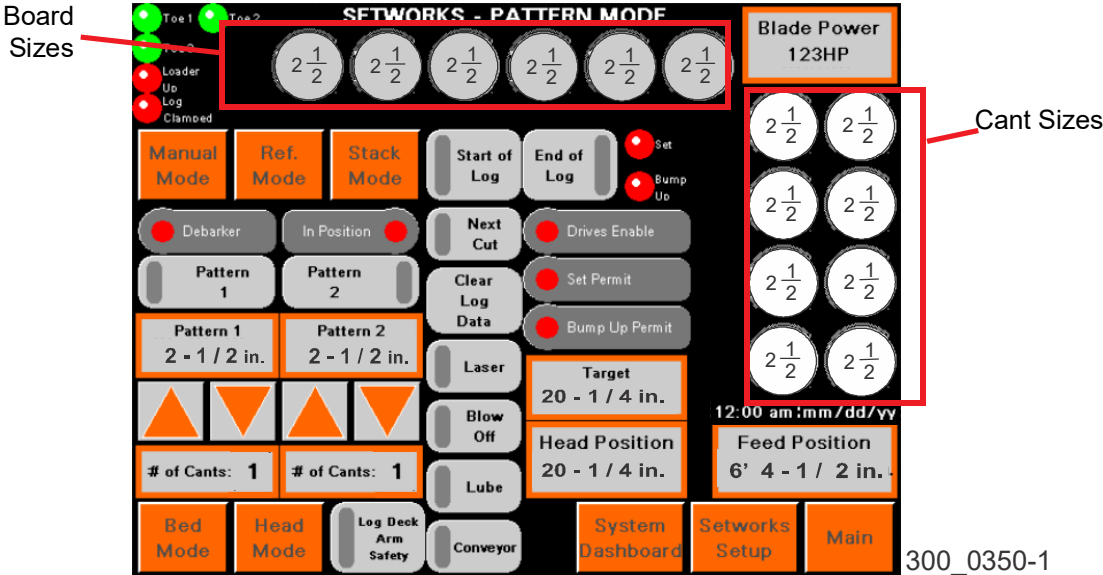 Board
Sizes
Toe 1
Toe 2
Toe 3
Loader
Up
Log
Clamped
SETWORKS - PATTERN MODE
Blade Power
123HP
2 1/2 2 1/2 2 1/2 2 1/2 2 1/2 2 1/2
Cant Sizes
2 1/2 2 1/2
2 1/2 2 1/2
2 1/2 2 1/2
2 1/2 2 1/2
Manual
Mode
Ref.
Mode
Stack
Mode
Start of
Log
End of
Log
Set
Bump
Up
Debarker
In Position
Next
Cut
Drives Enable
Pattern
1
Pattern
2
Clear
Log
Data
Set Permit
Bump Up Permit
Pattern 1
2 - 1 / 2 in.
Pattern 2
2 - 1 / 2 in.
Laser
Target
20 - 1 / 4 in.
Blow
Off
12:00 am:mm/dd/yy
Head Position
20 - 1 / 4 in.
Feed Position
6' 4 - 1 / 2 in.
# of Cants: 1
# of Cants: 1
Lube
Bed
Mode
Head
Mode
Log Deck
Arm
Safety
Conveyor
System
Dashboard
Setworks
Setup
Main
300_0350-1